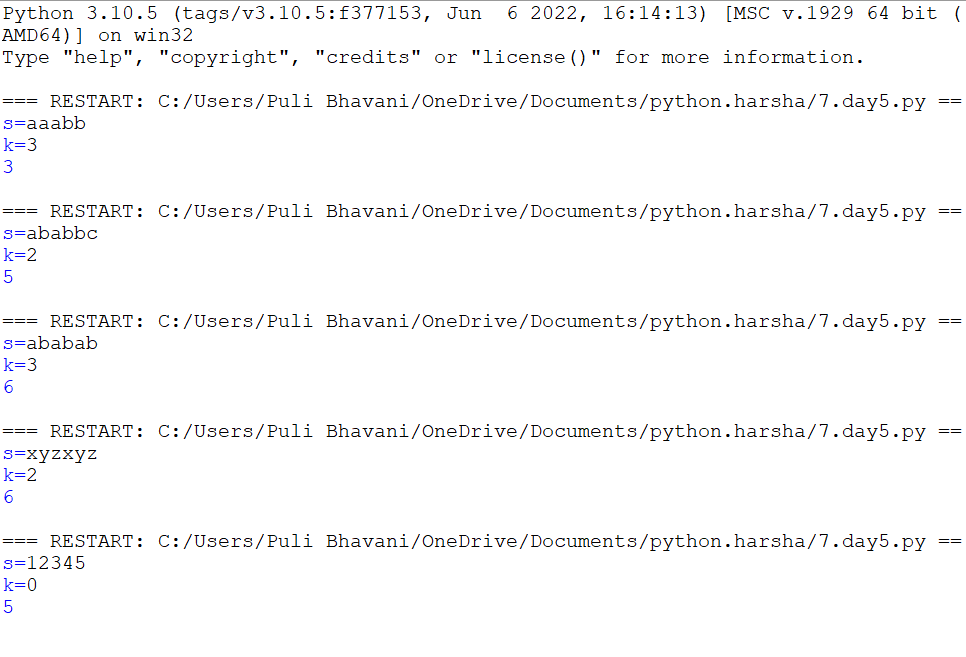 Python 3.10.5 (tags/v3.10.5:f377153, Jun  6 2022, 16:14:13) [MSC v.1929 64 bit (
AMD64)] on win32
Type "help", "copyright", "credits" or "license()" for more information.
=== RESTART: C:/Users/Puli Bhavani/OneDrive/Documents/python.harsha/7.day5.py ==
s=aaabb
k=3
3
=== RESTART: C:/Users/Puli Bhavani/OneDrive/Documents/python.harsha/7.day5.py ==
s=ababbc
k=2
5
=== RESTART: C:/Users/Puli Bhavani/OneDrive/Documents/python.harsha/7.day5.py ==
s=ababab
k=3
6
=== RESTART: C:/Users/Puli Bhavani/OneDrive/Documents/python.harsha/7.day5.py ==
s=xyzxyz
k=2
6
=== RESTART: C:/Users/Puli Bhavani/OneDrive/Documents/python.harsha/7.day5.py ==
s=12345
k=0
5